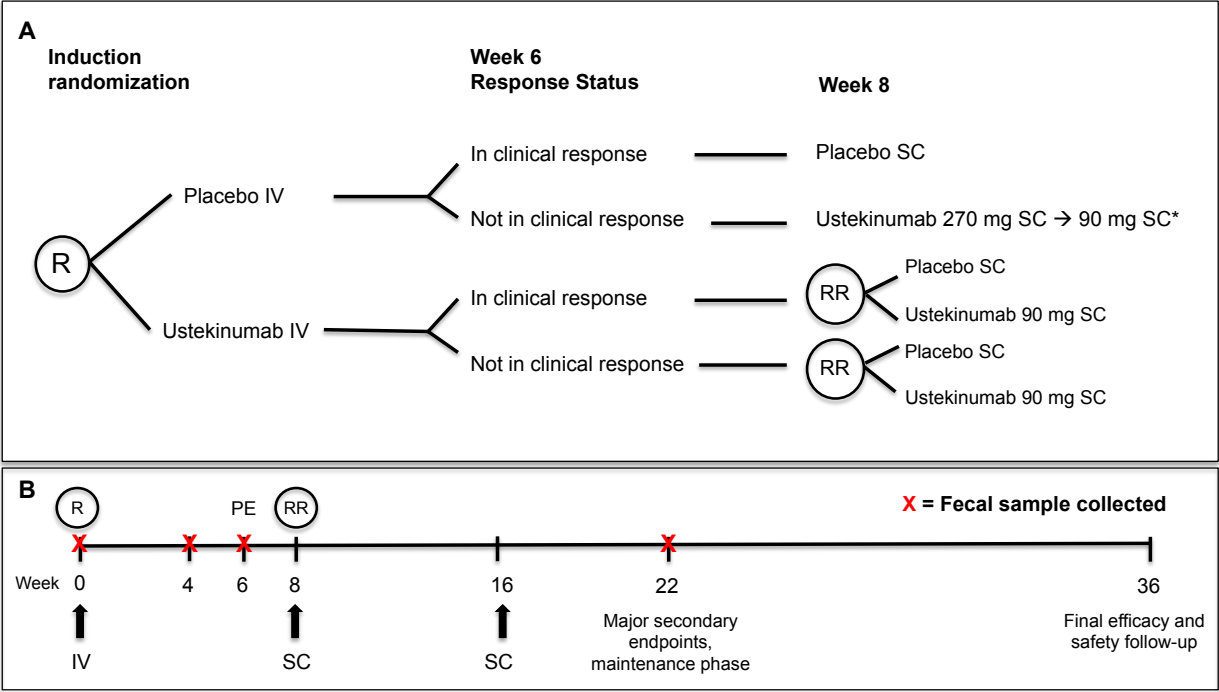 A
Induction
randomization
Week 6
Response Status
Week 8
R
Placebo IV
In clinical response
Placebo SC
Not in clinical response
Ustekinumab 270 mg SC → 90 mg SC*
Ustekinumab IV
In clinical response
RR
Placebo SC
Ustekinumab 90 mg SC
Not in clinical response
RR
Placebo SC
Ustekinumab 90 mg SC
B
R
PE
RR
X = Fecal sample collected
X X X X
Week 0 4 6 8 16 22 36
IV
SC
SC
Major secondary
endpoints,
maintenance phase
Final efficacy and
safety follow-up